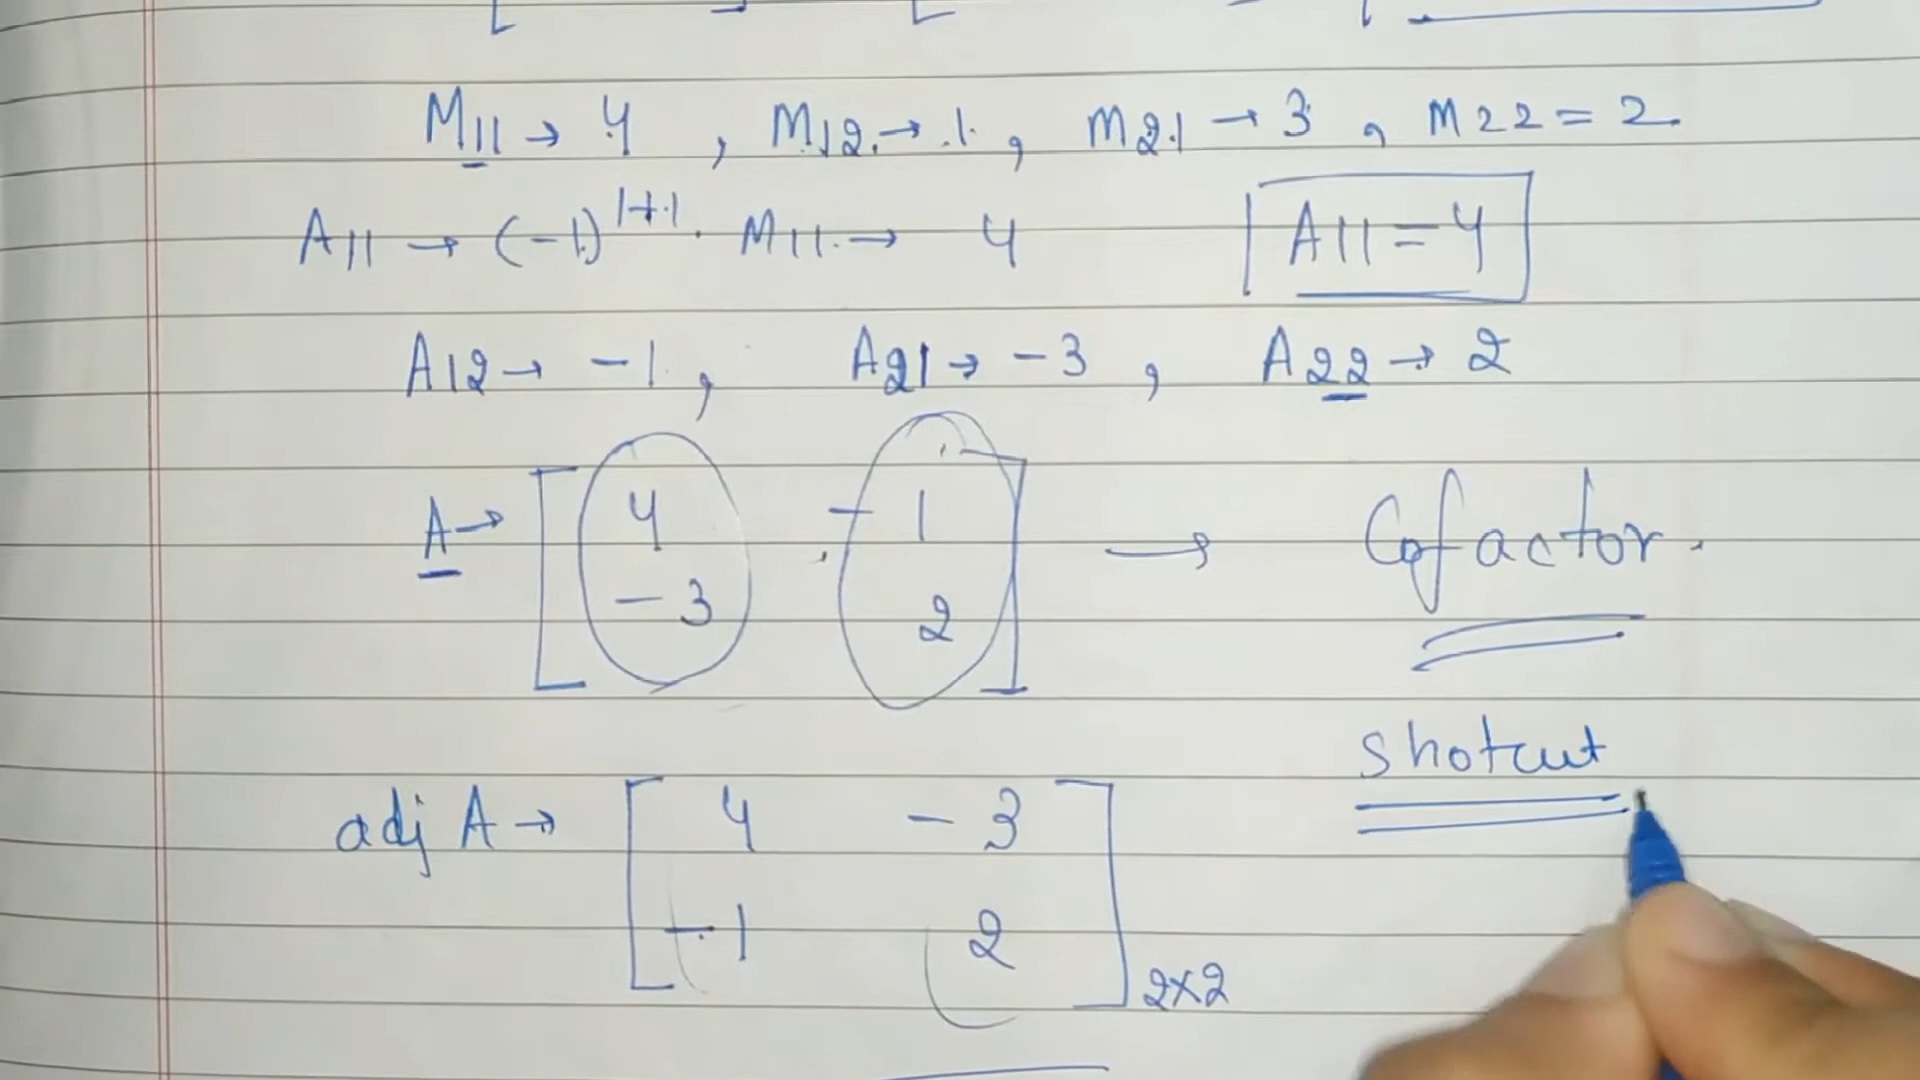 M11 → 4 , M12 → 1 , M21 → 3 , M22 = 2
A11 → (-1)^1+1 . M11 → 4 A11 = 4
A12 → -1 , A21 → -3 , A22 → 2
A → [ 4 -1 → Cofactor.
-3 2 ]
shotcut
adj A → [ 4 -3
-1 2 ] 2×2